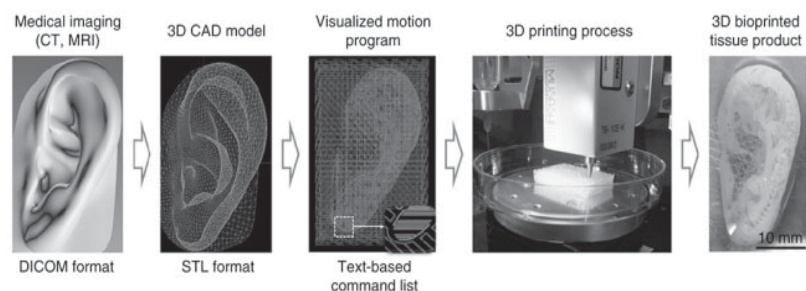 Medical imaging
(CT, MRI)
3D CAD model
Visualized motion
program
3D printing process
3D bioprinted
tissue product
DICOM format
STL format
Text-based
command list
10 mm